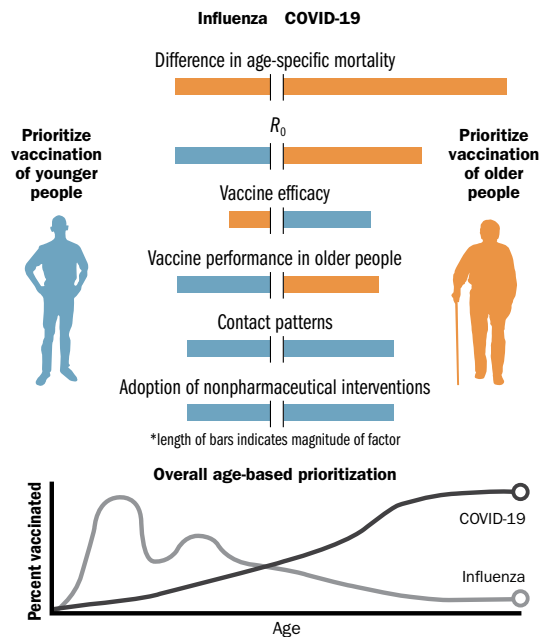 Influenza COVID-19
Difference in age-specific mortality
R0
Prioritize
vaccination
of younger
people
Prioritize
vaccination
of older
people
Vaccine efficacy
Vaccine performance in older people
Contact patterns
Adoption of nonpharmaceutical interventions
*length of bars indicates magnitude of factor
Overall age-based prioritization
Percent vaccinated
COVID-19
Influenza
Age